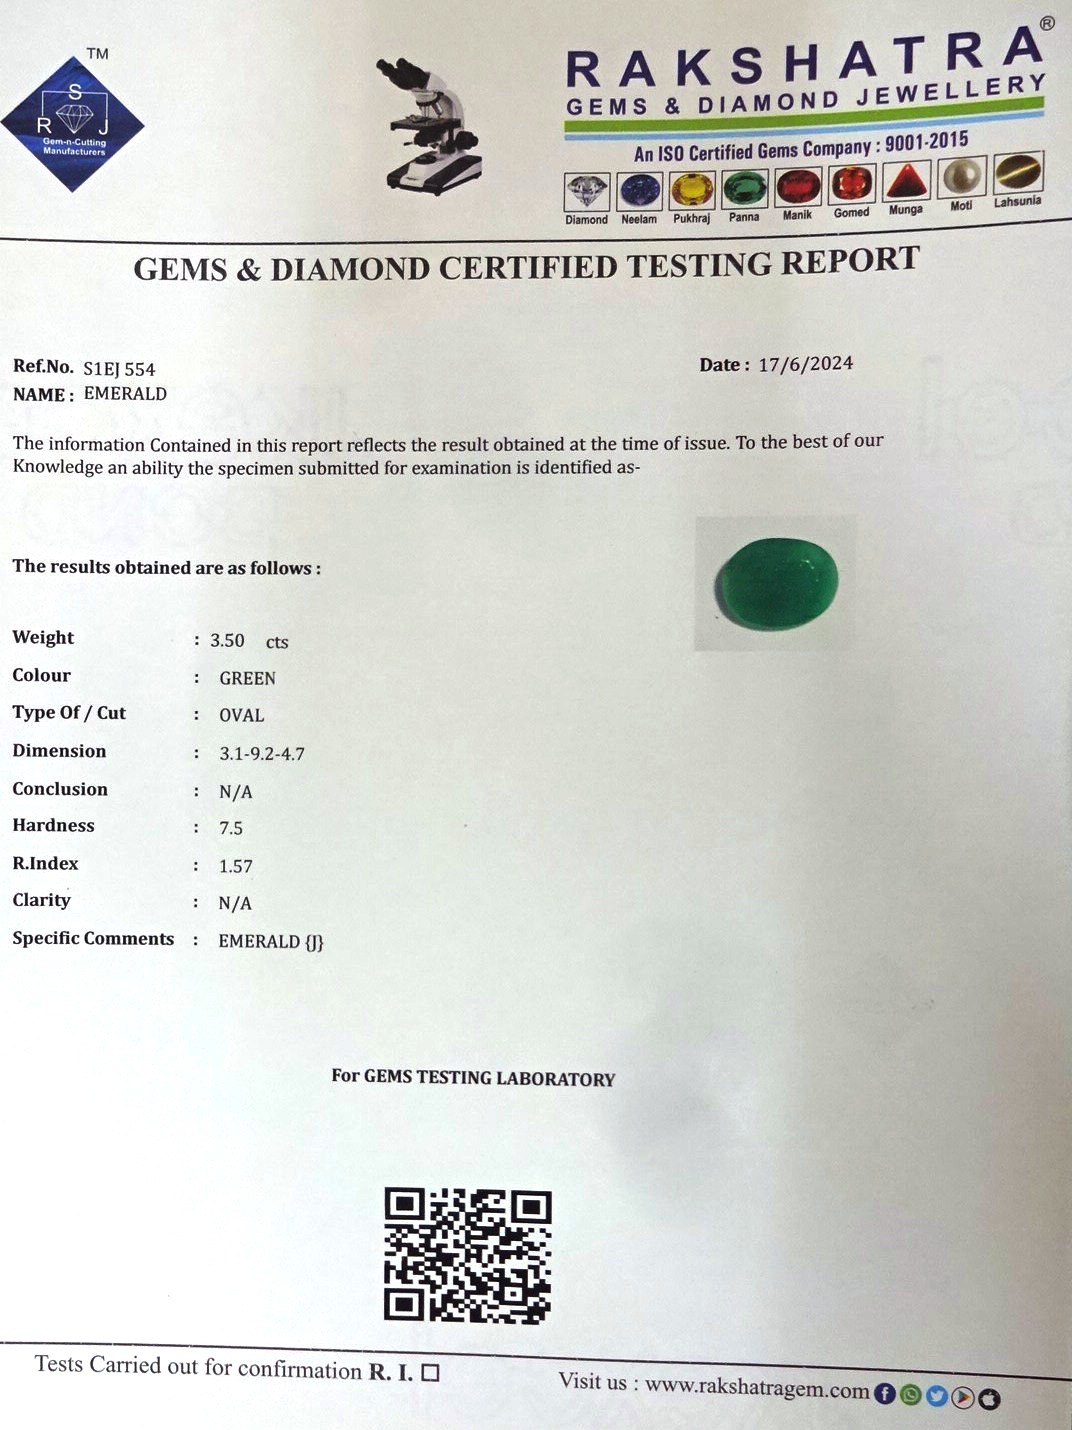 TM
S
R J
Gem-n-Cutting
Manufacturers
RAKSHATRA®
GEMS & DIAMOND JEWELLERY
An ISO Certified Gems Company : 9001-2015
Diamond Neelam Pukhraj Panna Manik Gomed Munga Moti Lahsunia
GEMS & DIAMOND CERTIFIED TESTING REPORT
Ref.No. S1EJ 554 Date : 17/6/2024
NAME : EMERALD
The information Contained in this report reflects the result obtained at the time of issue. To the best of our
Knowledge an ability the specimen submitted for examination is identified as-
The results obtained are as follows :
Weight : 3.50 cts
Colour : GREEN
Type Of / Cut : OVAL
Dimension : 3.1-9.2-4.7
Conclusion : N/A
Hardness : 7.5
R.Index : 1.57
Clarity : N/A
Specific Comments : EMERALD {J}
For GEMS TESTING LABORATORY
Tests Carried out for confirmation R. I. ☐
Visit us : www.rakshatragem.com